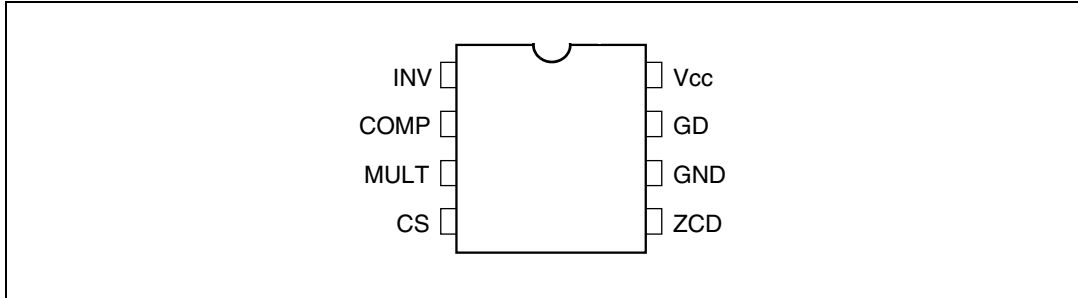 INV Vcc
COMP GD
MULT GND
CS ZCD